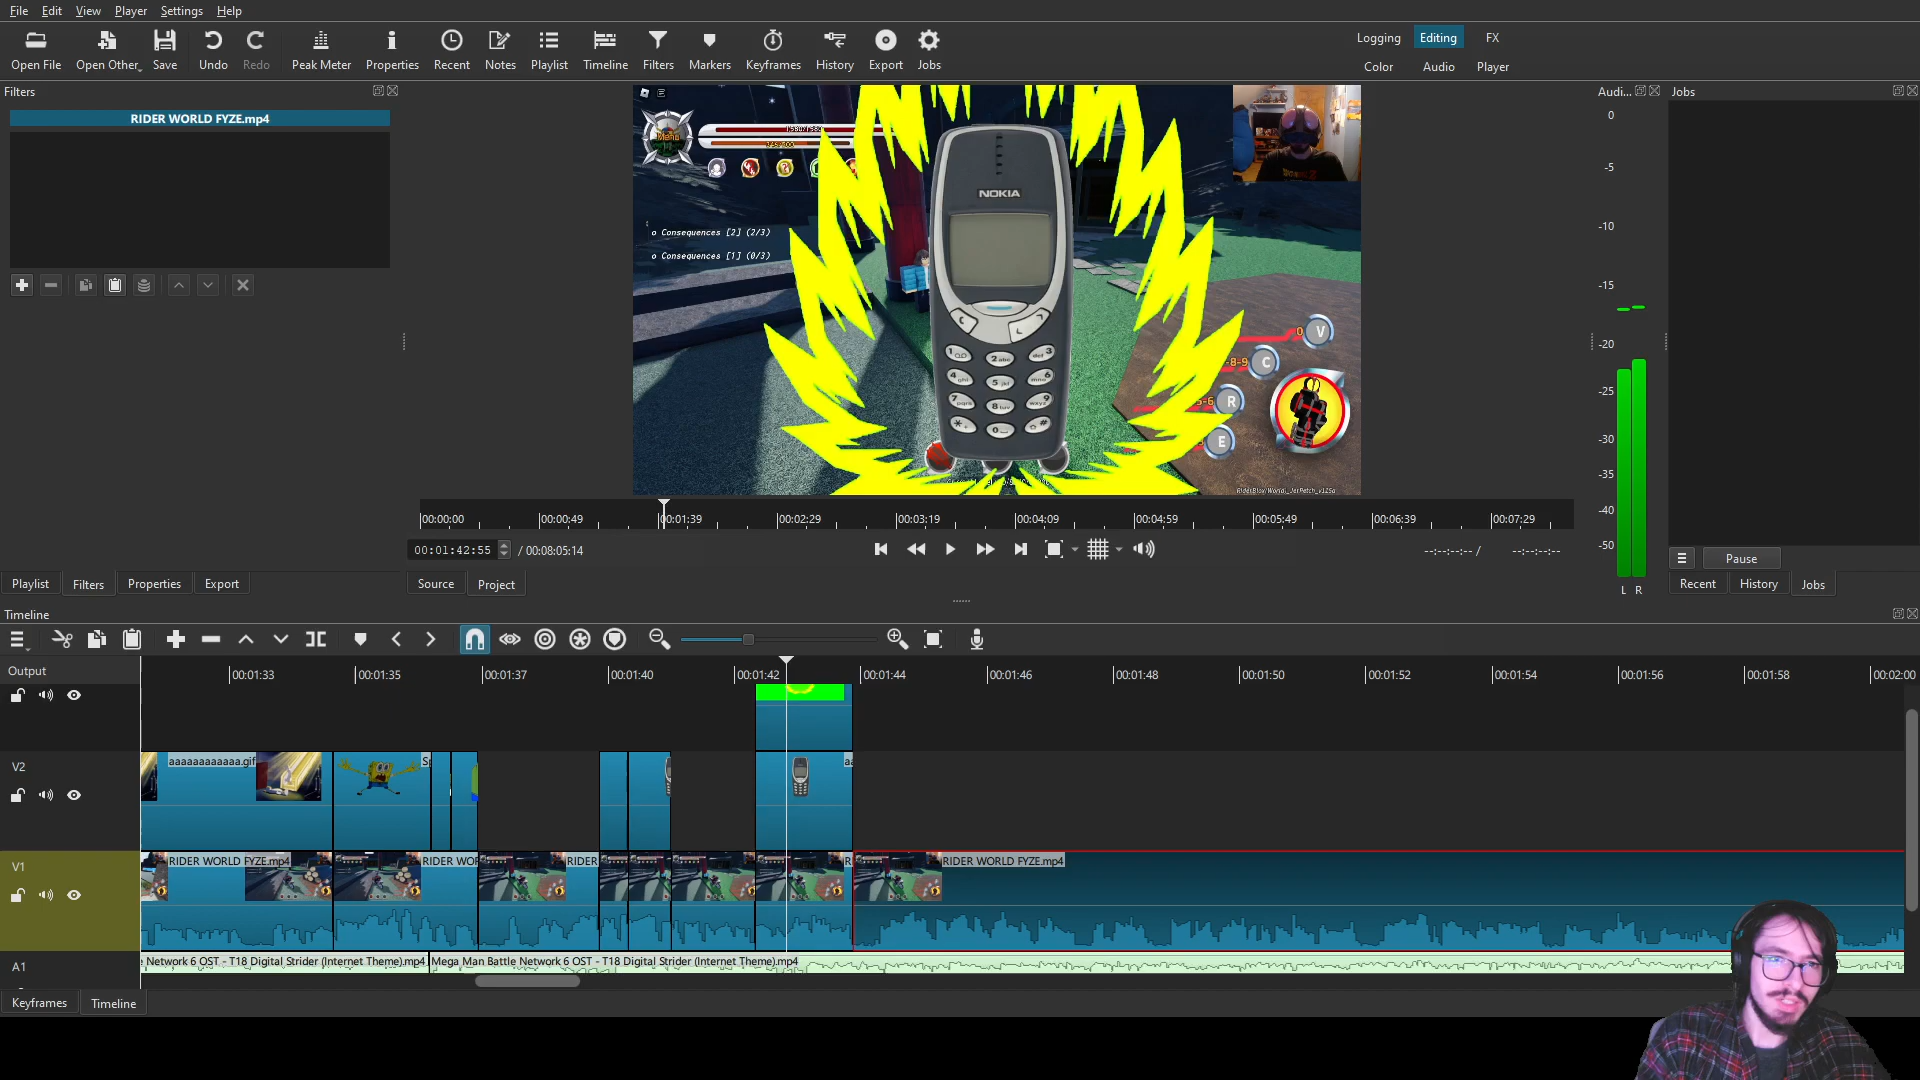 File Edit View Player Settings Help
Open File Open Other Save Undo Redo Peak Meter Properties Recent Notes Playlist Timeline Filters Markers Keyframes History Export Jobs
Logging Editing FX
Color Audio Player
Filters
RIDER WORLD FYZE.mp4
Audi...
Jobs
0
-5
-10
-15
-20
-25
-30
-35
-40
-45
-50
L R
Menu
NOKIA
o Consequences [2] (2/3)
o Consequences [1] (0/3)
0 V
-8-9 C
5-6 R
E
00:00:00 00:00:49 00:01:39 00:02:29 00:03:19 00:04:09 00:04:59 00:05:49 00:06:39 00:07:29
00:01:42:55 / 00:08:05:14
--:--:--:-- / --:--:--:--
Pause
Playlist Filters Properties Export
Source Project
Recent History Jobs
Timeline
Output
00:01:33 00:01:35 00:01:37 00:01:40 00:01:42 00:01:44 00:01:46 00:01:48 00:01:50 00:01:52 00:01:54 00:01:56 00:01:58 00:02:00
V2
aaaaaaaaaaaa.gif
V1
RIDER WORLD FYZE.mp4 RIDER WO RIDER RIDER WORLD FYZE.mp4
A1
e Network 6 OST - T18 Digital Strider (Internet Theme).mp4 Mega Man Battle Network 6 OST - T18 Digital Strider (Internet Theme).mp4
Keyframes Timeline